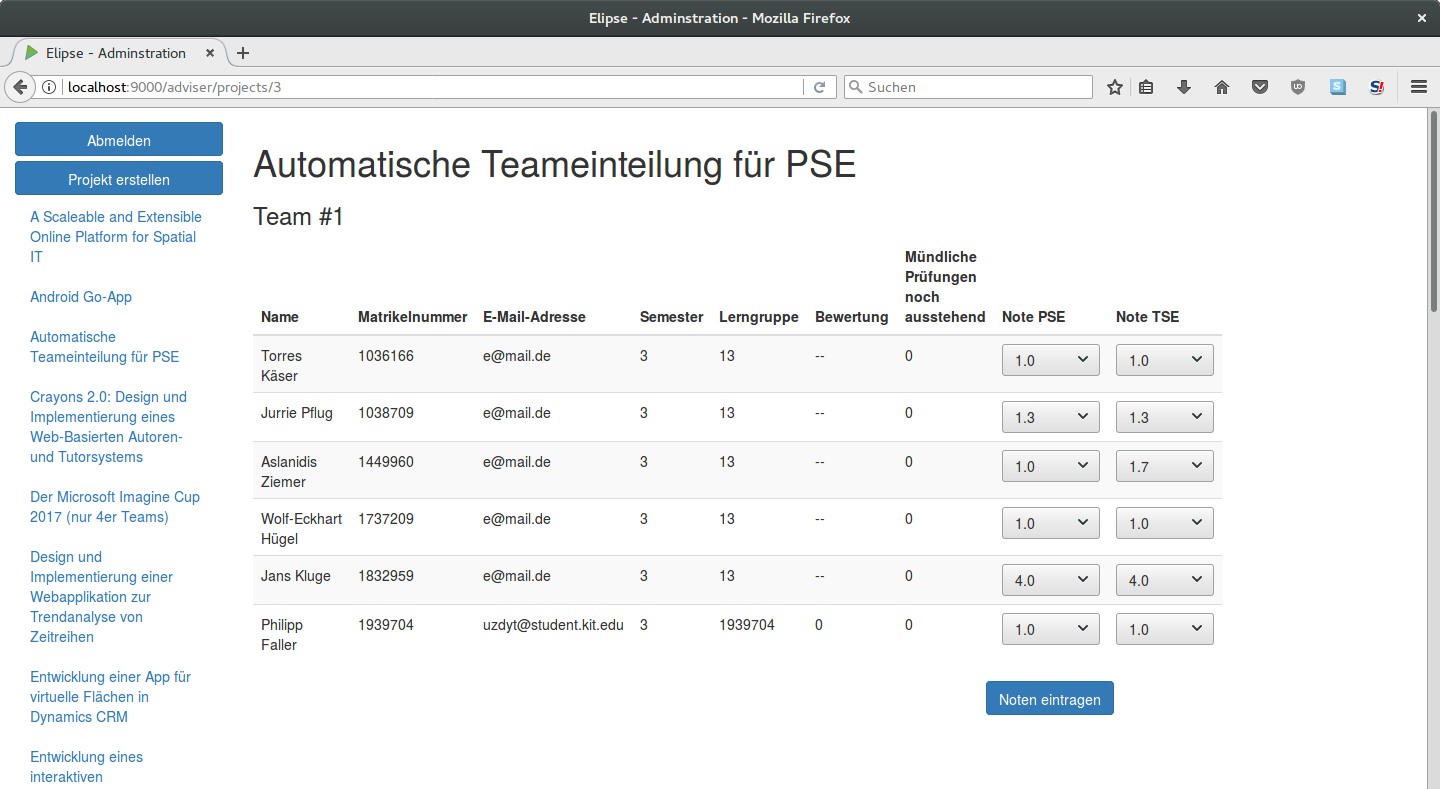 Elipse - Adminstration - Mozilla Firefox
Elipse - Adminstration
localhost:9000/adviser/projects/3
Suchen
Abmelden
Projekt erstellen
A Scaleable and Extensible
Online Platform for Spatial
IT
Android Go-App
Automatische
Teameinteilung für PSE
Crayons 2.0: Design und
Implementierung eines
Web-Basierten Autoren-
und Tutorsystems
Der Microsoft Imagine Cup
2017 (nur 4er Teams)
Design und
Implementierung einer
Webapplikation zur
Trendanalyse von
Zeitreihen
Entwicklung einer App für
virtuelle Flächen in
Dynamics CRM
Entwicklung eines
interaktiven
Automatische Teameinteilung für PSE
Team #1
Mündliche
Prüfungen
noch
Name Matrikelnummer E-Mail-Adresse Semester Lerngruppe Bewertung ausstehend Note PSE Note TSE
Torres 1036166 e@mail.de 3 13 -- 0 1.0 1.0
Käser
Jurrie Pflug 1038709 e@mail.de 3 13 -- 0 1.3 1.3
Aslanidis 1449960 e@mail.de 3 13 -- 0 1.0 1.7
Ziemer
Wolf-Eckhart 1737209 e@mail.de 3 13 -- 0 1.0 1.0
Hügel
Jans Kluge 1832959 e@mail.de 3 13 -- 0 4.0 4.0
Philipp 1939704 uzdyt@student.kit.edu 3 1939704 0 0 1.0 1.0
Faller
Noten eintragen